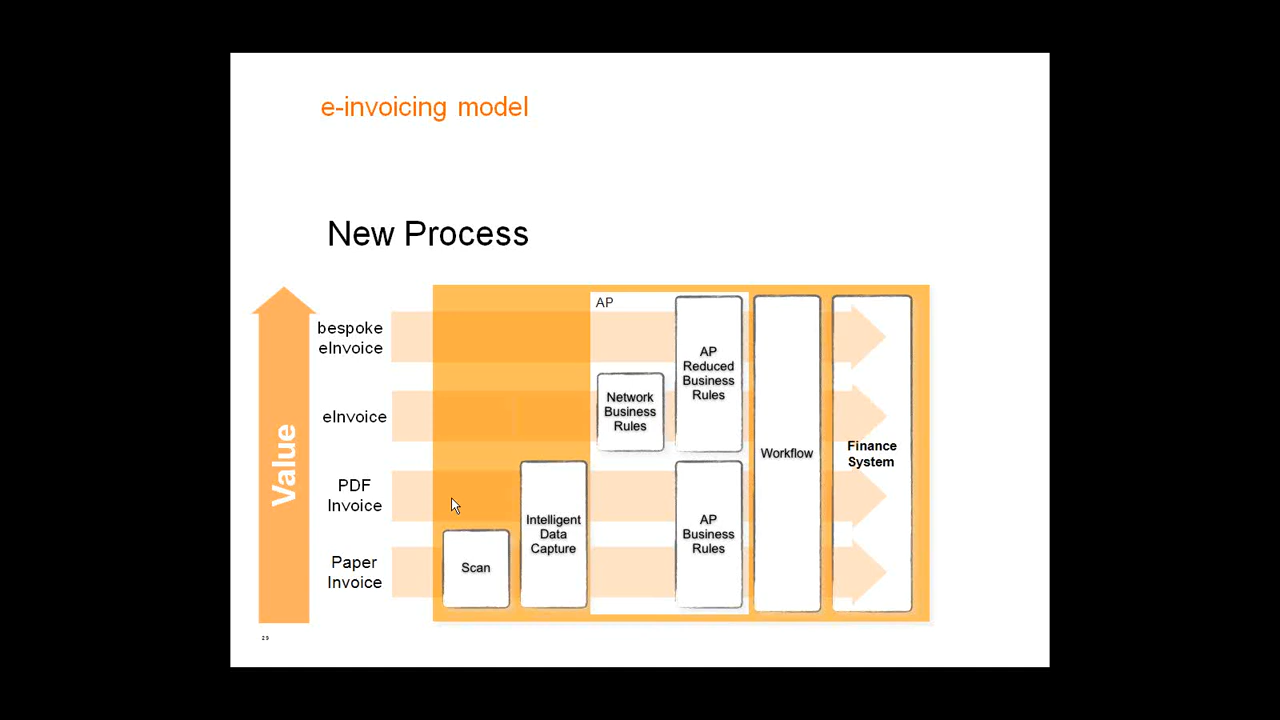 e-invoicing model
New Process
Value
bespoke
eInvoice
eInvoice
PDF
Invoice
Paper
Invoice
Scan
Intelligent
Data
Capture
AP
Network
Business
Rules
AP
Reduced
Business
Rules
AP
Business
Rules
Workflow
Finance
System
29